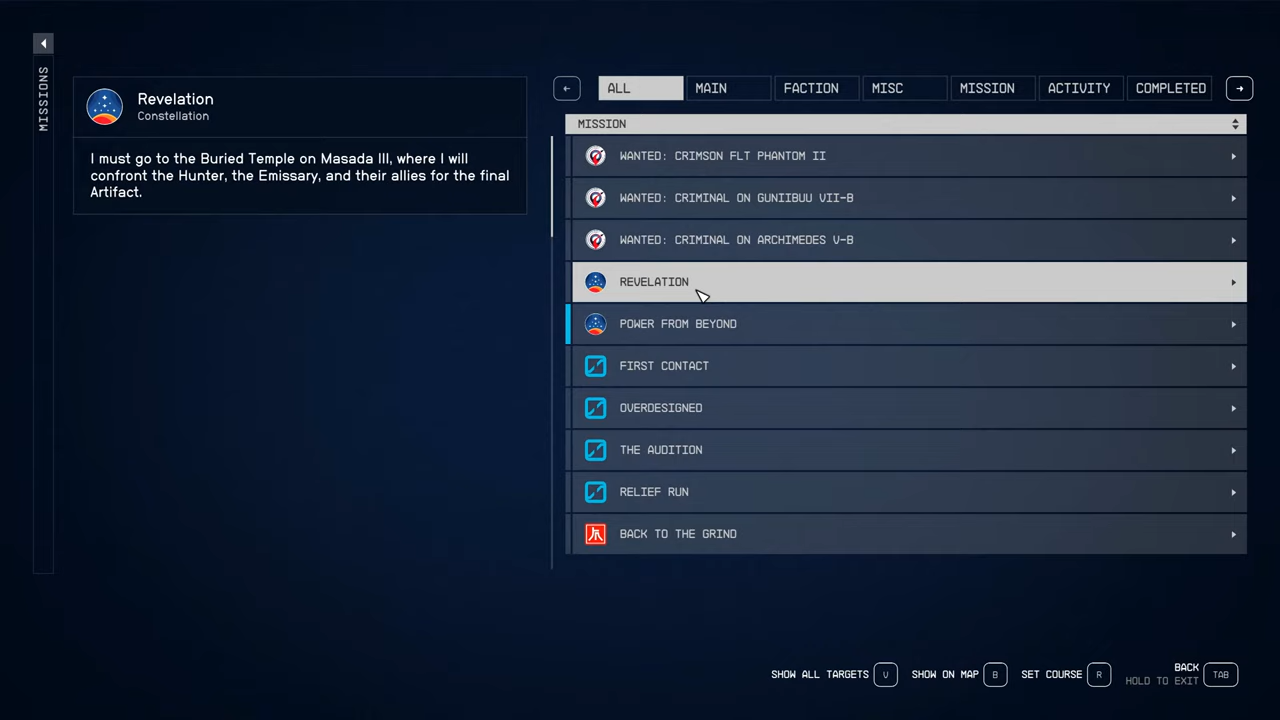 MISSIONS
Revelation
Constellation
I must go to the Buried Temple on Masada III, where I will
confront the Hunter, the Emissary, and their allies for the final
Artifact.
ALL
MAIN
FACTION
MISC
MISSION
ACTIVITY
COMPLETED
MISSION
WANTED: CRIMSON FLT PHANTOM II
WANTED: CRIMINAL ON GUNIIBUU VII-B
WANTED: CRIMINAL ON ARCHIMEDES V-B
REVELATION
POWER FROM BEYOND
FIRST CONTACT
OVERDESIGNED
THE AUDITION
RELIEF RUN
BACK TO THE GRIND
SHOW ALL TARGETS V
SHOW ON MAP B
SET COURSE R
BACK
HOLD TO EXIT
TAB